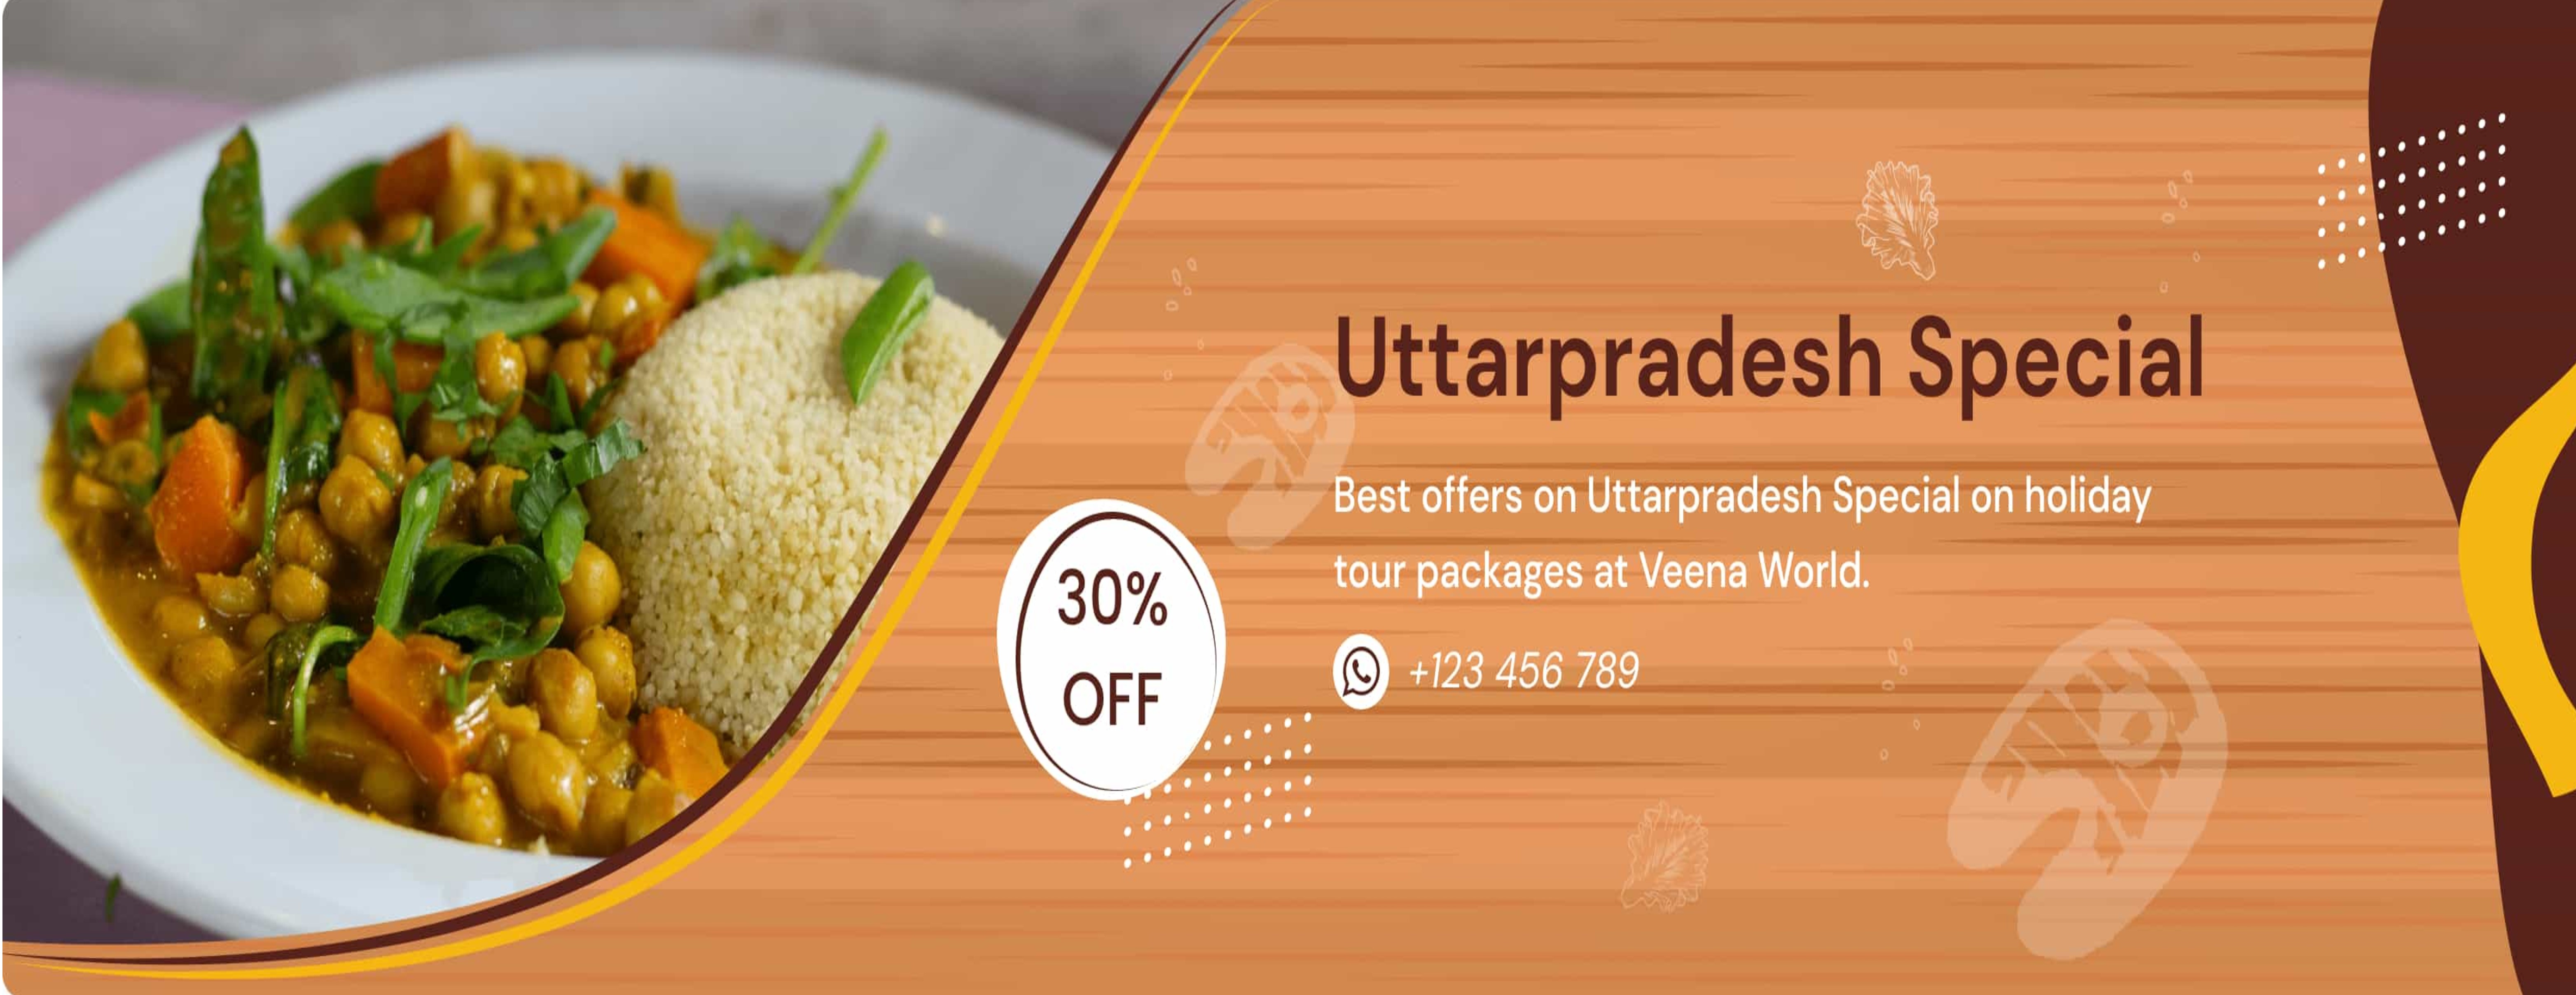 Uttarpradesh Special
Best offers on Uttarpradesh Special on holiday
tour packages at Veena World.
+123 456 789
30%
OFF